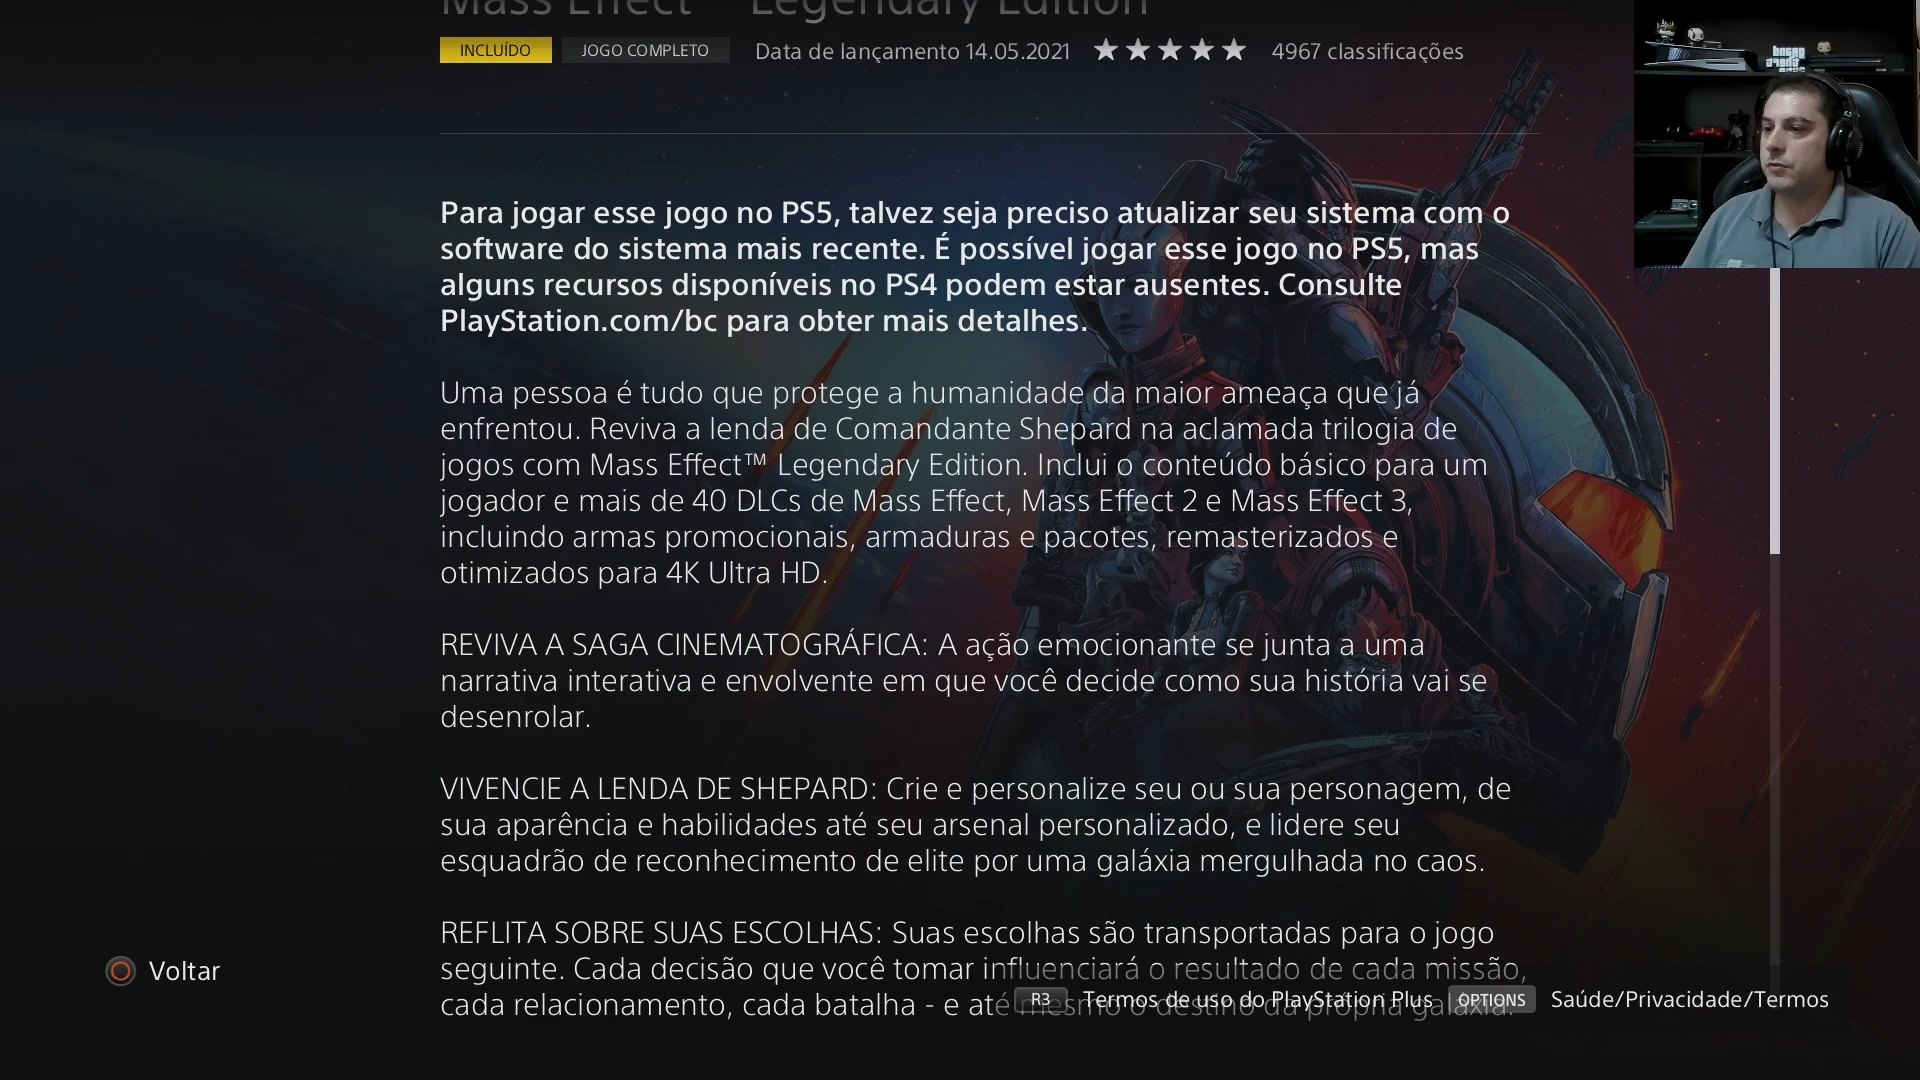 Mass Effect™ Legendary Edition
INCLUÍDO JOGO COMPLETO Data de lançamento 14.05.2021 ★★★★★ 4967 classificações
Para jogar esse jogo no PS5, talvez seja preciso atualizar seu sistema com o
software do sistema mais recente. É possível jogar esse jogo no PS5, mas
alguns recursos disponíveis no PS4 podem estar ausentes. Consulte
PlayStation.com/bc para obter mais detalhes.
Uma pessoa é tudo que protege a humanidade da maior ameaça que já
enfrentou. Reviva a lenda de Comandante Shepard na aclamada trilogia de
jogos com Mass Effect™ Legendary Edition. Inclui o conteúdo básico para um
jogador e mais de 40 DLCs de Mass Effect, Mass Effect 2 e Mass Effect 3,
incluindo armas promocionais, armaduras e pacotes, remasterizados e
otimizados para 4K Ultra HD.
REVIVA A SAGA CINEMATOGRÁFICA: A ação emocionante se junta a uma
narrativa interativa e envolvente em que você decide como sua história vai se
desenrolar.
VIVENCIE A LENDA DE SHEPARD: Crie e personalize seu ou sua personagem, de
sua aparência e habilidades até seu arsenal personalizado, e lidere seu
esquadrão de reconhecimento de elite por uma galáxia mergulhada no caos.
REFLITA SOBRE SUAS ESCOLHAS: Suas escolhas são transportadas para o jogo
seguinte. Cada decisão que você tomar influenciará o resultado de cada missão,
cada relacionamento, cada batalha - e até mesmo o destino da própria galáxia.
Voltar
R3 Termos de uso do PlayStation Plus OPTIONS Saúde/Privacidade/Termos